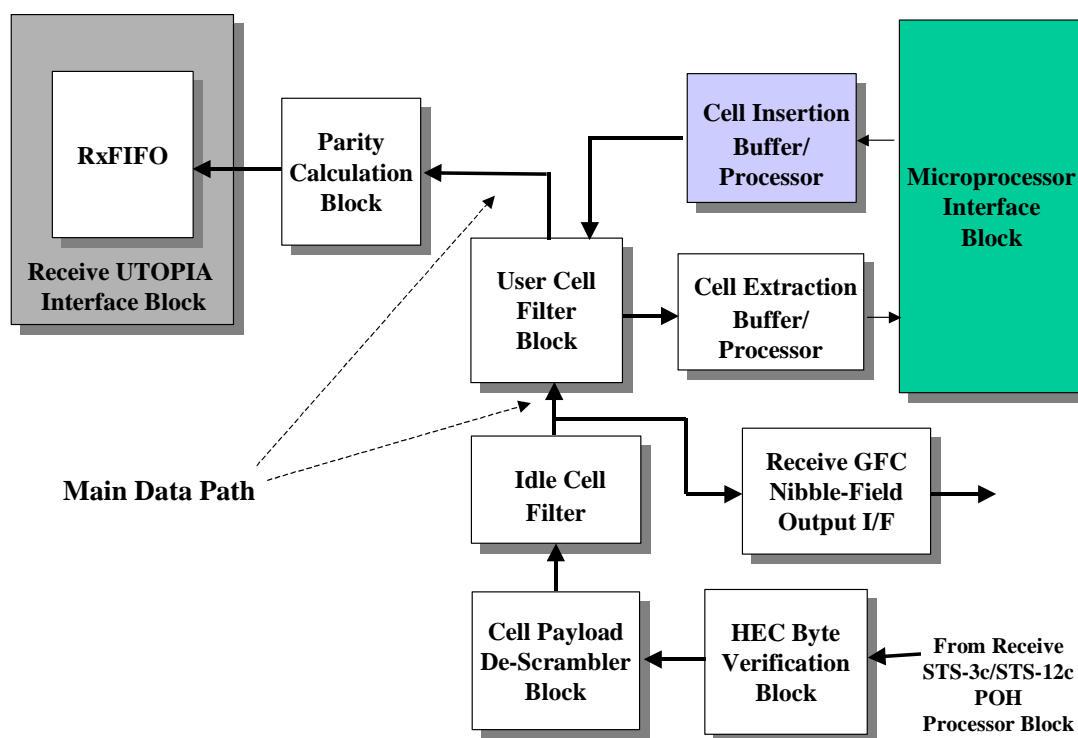 RxFIFO
Receive UTOPIA
Interface Block
Parity
Calculation
Block
Cell Insertion
Buffer/
Processor
Microprocessor
Interface
Block
User Cell
Filter
Block
Cell Extraction
Buffer/
Processor
Main Data Path
Idle Cell
Filter
Receive GFC
Nibble-Field
Output I/F
Cell Payload
De-Scrambler
Block
HEC Byte
Verification
Block
From Receive
STS-3c/STS-12c
POH
Processor Block